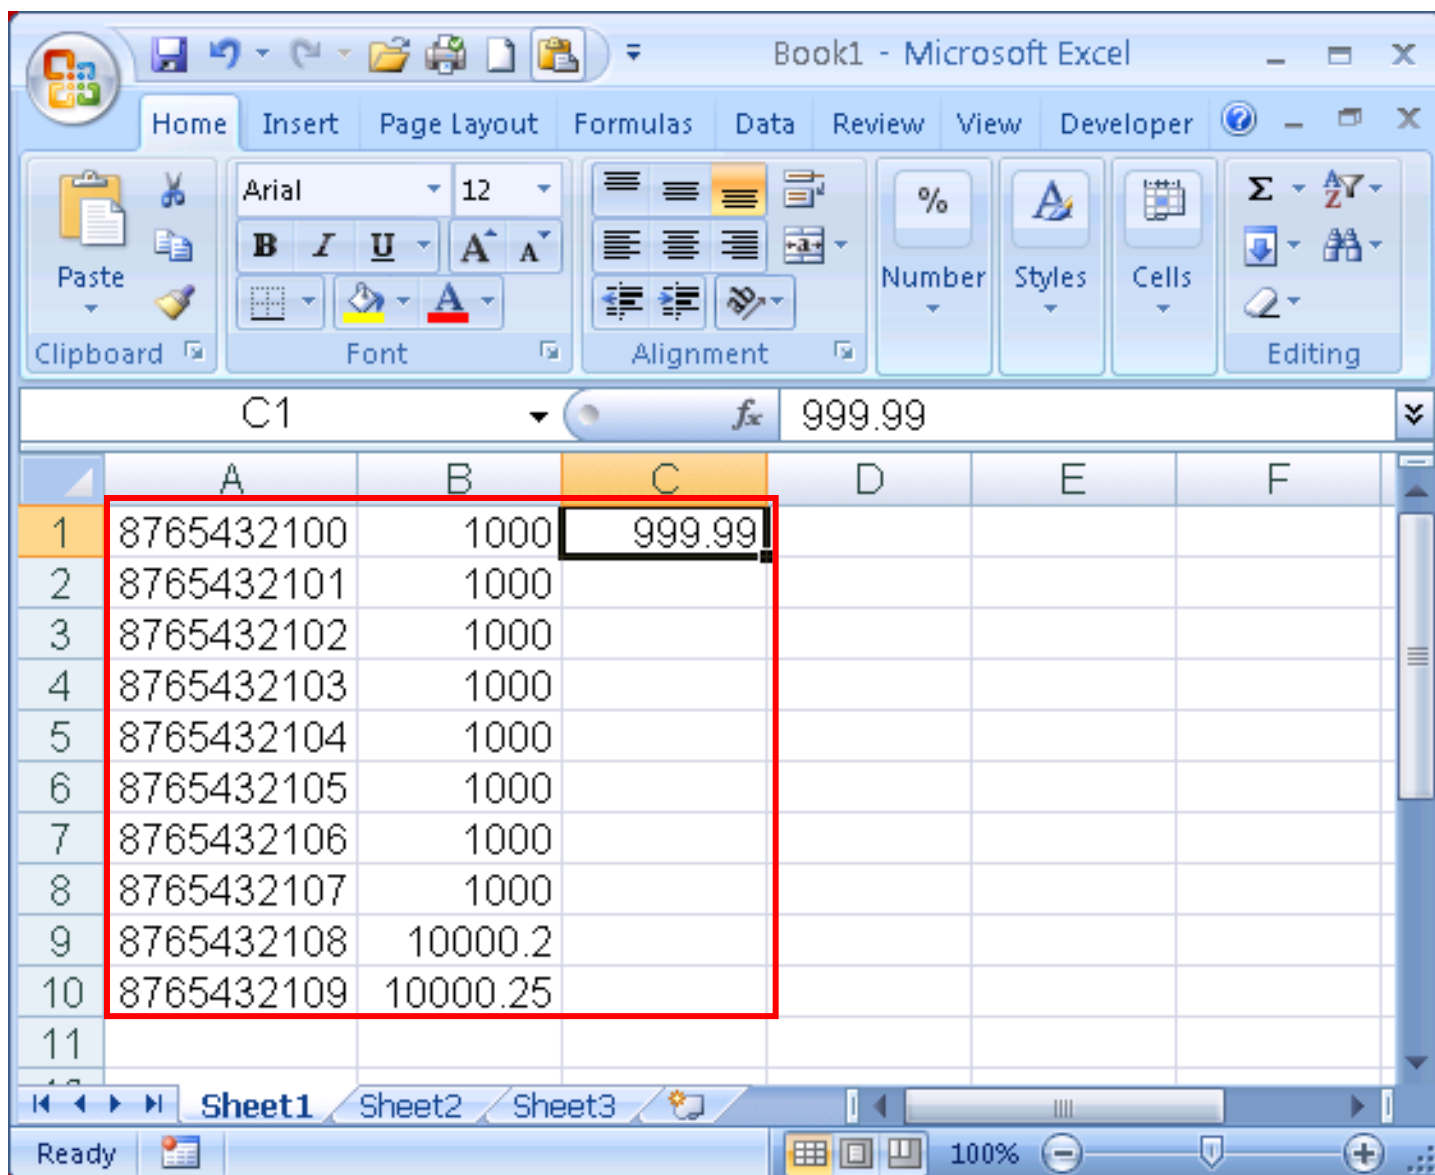 Book1 - Microsoft Excel
Home Insert Page Layout Formulas Data Review View Developer
Arial 12
%
B I U A A
Paste
Number Styles Cells
A
Clipboard Font Alignment Editing
C1 fx 999.99
A B C D E F
1 8765432100 1000 999.99
2 8765432101 1000
3 8765432102 1000
4 8765432103 1000
5 8765432104 1000
6 8765432105 1000
7 8765432106 1000
8 8765432107 1000
9 8765432108 10000.2
10 8765432109 10000.25
11
Sheet1 Sheet2 Sheet3
Ready 100%